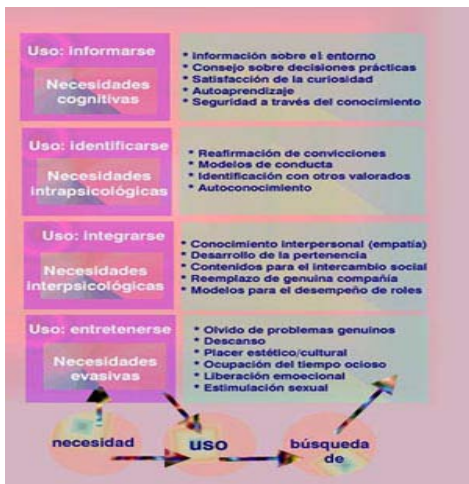 Uso: informarse
Necesidades
cognitivas
* Información sobre el entorno
* Consejo sobre decisiones prácticas
* Satisfacción de la curiosidad
* Autoaprendizaje
* Seguridad a través del conocimiento
Uso: identificarse
Necesidades
intrapsicológicas
* Reafirmación de convicciones
* Modelos de conducta
* Identificación con otros valorados
* Autoconocimiento
Uso: integrarse
Necesidades
interpsicológicas
* Conocimiento interpersonal (empatía)
* Desarrollo de la pertenencia
* Contenidos para el intercambio social
* Reemplazo de genuina compañía
* Modelos para el desempeño de roles
Uso: entretenerse
Necesidades
evasivas
* Olvido de problemas genuinos
* Descanso
* Placer estético/cultural
* Ocupación del tiempo ocioso
* Liberación emoecional
* Estimulación sexual
necesidad
uso
búsqueda
de